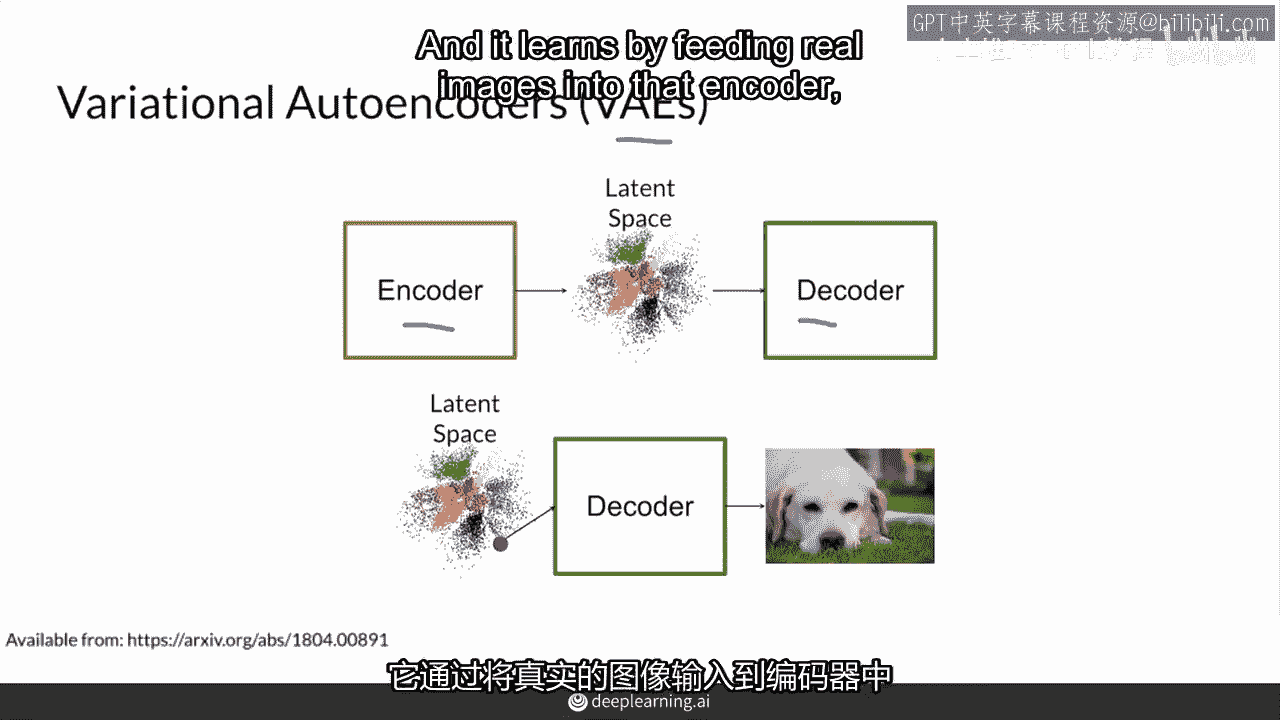 GPT中英字幕课程资源@bilibili.com
And it learns by feeding real
images into that encoder,
Variational Autoencoders (VAEs)
Latent
Space
Encoder
Decoder
Latent
Space
Decoder
Available from: https://arxiv.org/abs/1804.00891
它通过将真实的图像输入到编码器中
deeplearning.ai